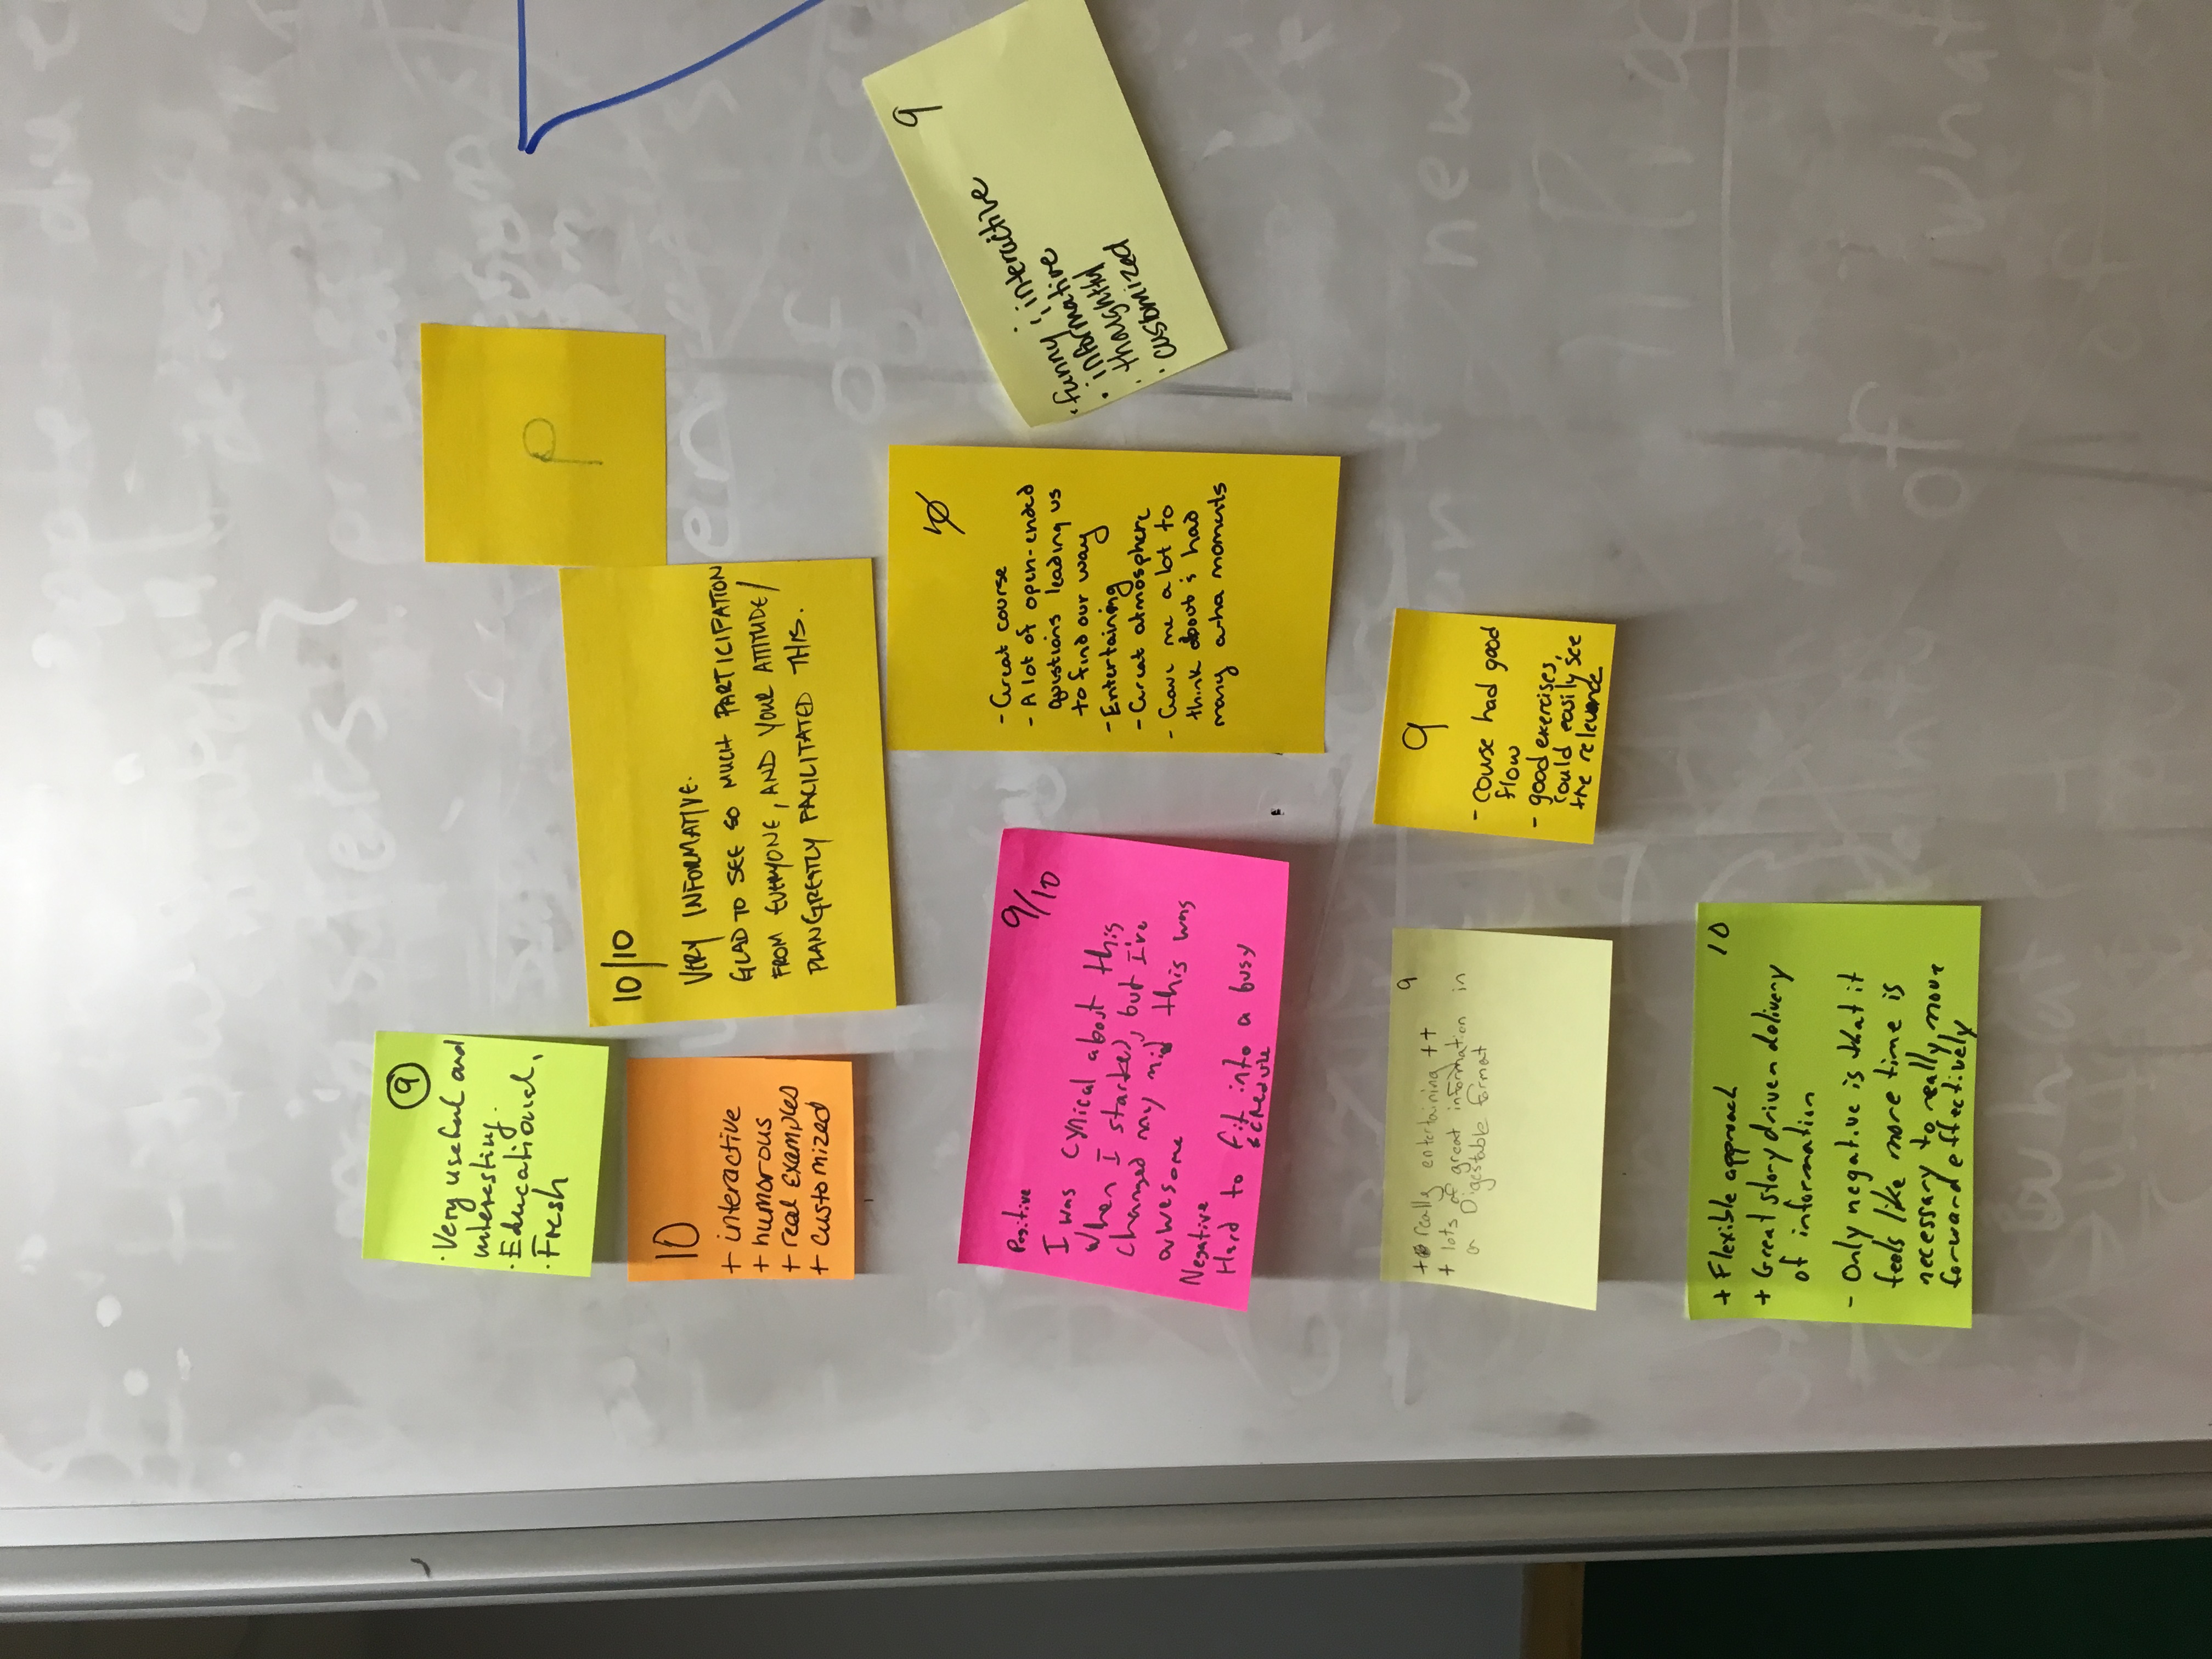 9
· Very useful and
interesting.
· Educational,
· Fresh
10
+ interactive
+ humorous
+ real examples
+ customized
10/10
VERY INFORMATIVE.
GLAD TO SEE SO MUCH PARTICIPATION
FROM EVERYONE, AND YOUR ATTITUDE/
PLAN GREATLY FACILITATED THIS.
P
9/10
Positive
I was cynical about this
when I started, but I've
changed my mid this was
awesome
Negative
Hard to fit into a busy
schedule
10
- Great course
- A lot of open-ended
questions leading us
to find our way
- Entertaining
- Great atmosphere
- Gave me a lot to
think about & had
many a-ha moments
9
· funny & interactive
· informative
· thoughtful
· customized
9
+ really entertaining ++
+ lots of great information in
a Digestable format
9
- course had good
flow
- good exercises,
could easily see
the relevance
10
+ Flexible approach
+ Great story driven delivery
of information
- Only negative is that it
feels like more time is
necessary to really move
forward effectively